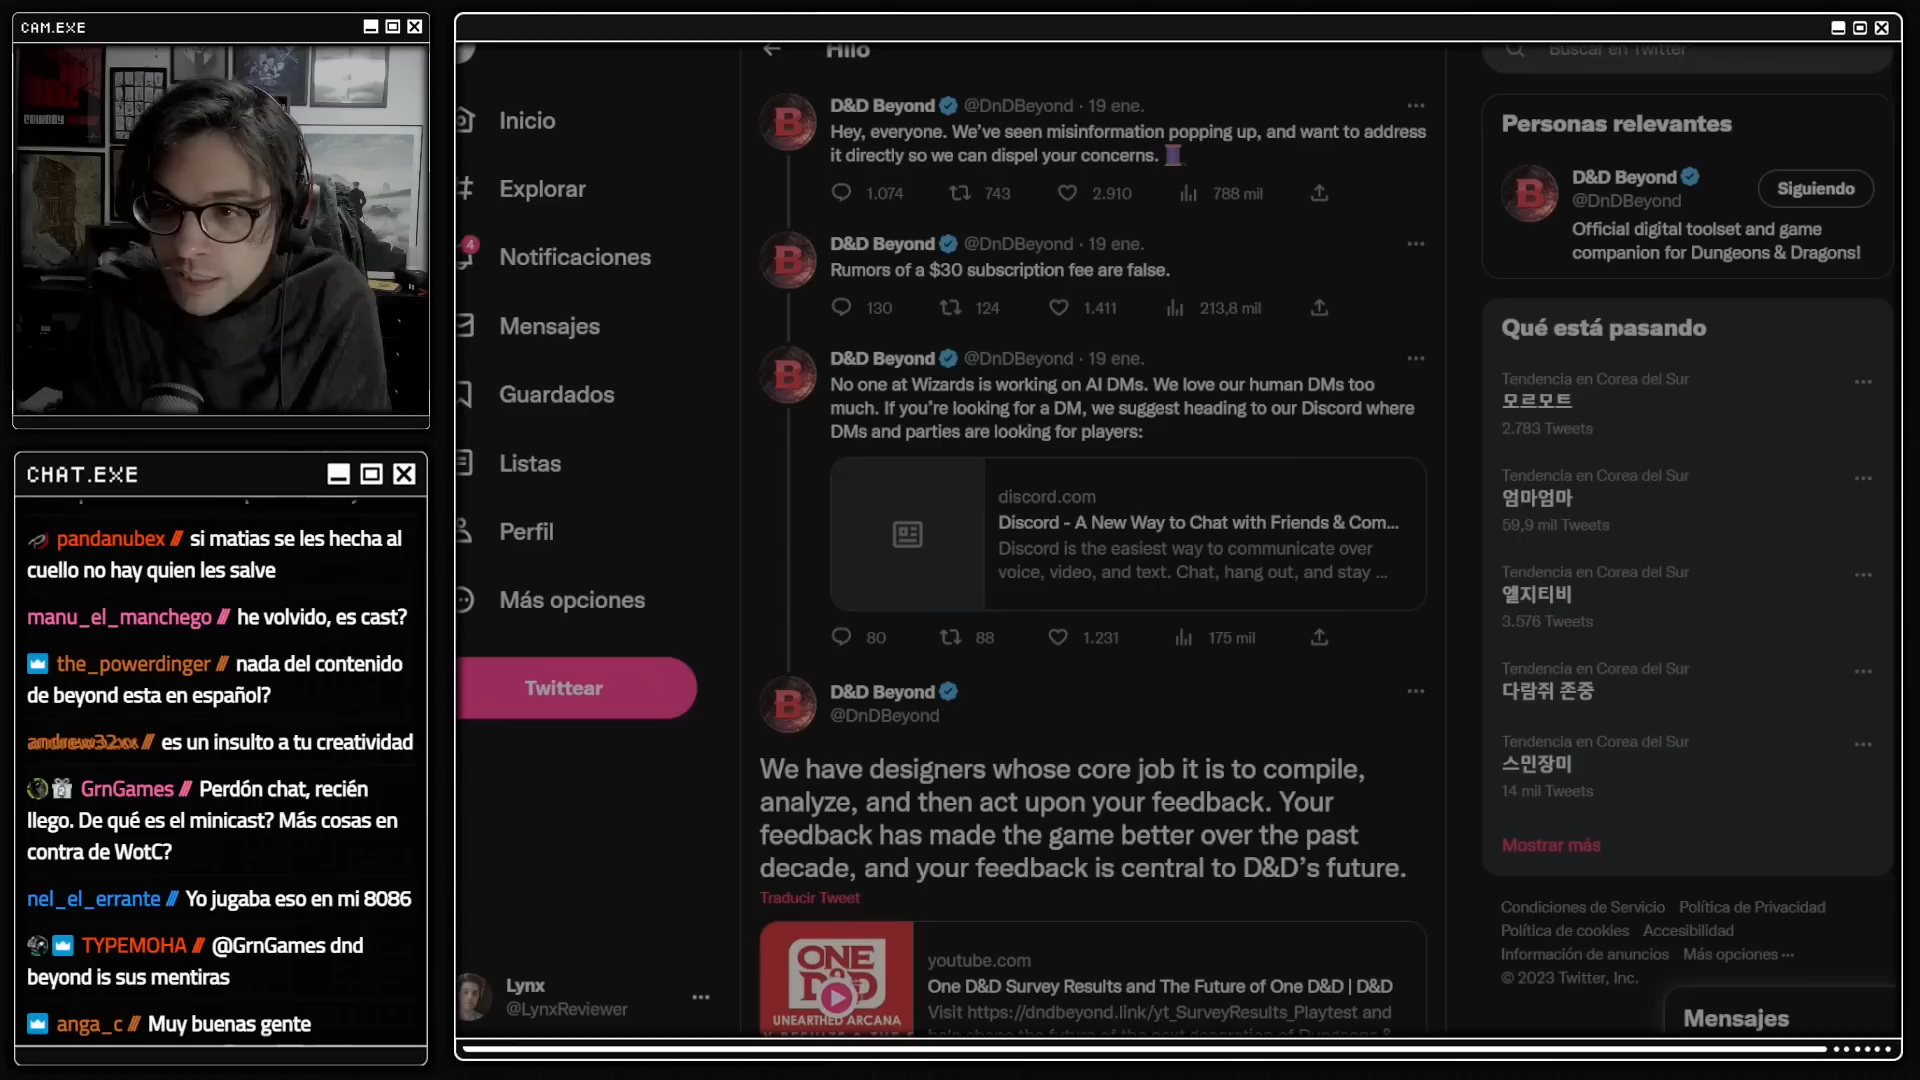 CAM.EXE
CHAT.EXE
pandanubex // si matias se les hecha al
cuello no hay quien les salve
manu_el_manchego // he volvido, es cast?
the_powerdinger // nada del contenido
de beyond esta en español?
andrew32xx // es un insulto a tu creatividad
GrnGames // Perdón chat, recién
llego. De qué es el minicast? Más cosas en
contra de WotC?
nel_el_errante // Yo jugaba eso en mi 8086
TYPEMOHA // @GrnGames dnd
beyond is sus mentiras
anga_c // Muy buenas gente
Inicio
Explorar
4
Notificaciones
Mensajes
Guardados
Listas
Perfil
Más opciones
Twittear
Lynx
@LynxReviewer
Hilo
D&D Beyond @DnDBeyond · 19 ene.
Hey, everyone. We've seen misinformation popping up, and want to address
it directly so we can dispel your concerns.
1.074 743 2.910 788 mil
D&D Beyond @DnDBeyond · 19 ene.
Rumors of a $30 subscription fee are false.
130 124 1.411 213,8 mil
D&D Beyond @DnDBeyond · 19 ene.
No one at Wizards is working on AI DMs. We love our human DMs too
much. If you're looking for a DM, we suggest heading to our Discord where
DMs and parties are looking for players:
discord.com
Discord - A New Way to Chat with Friends & Com...
Discord is the easiest way to communicate over
voice, video, and text. Chat, hang out, and stay ...
80 88 1.231 175 mil
D&D Beyond
@DnDBeyond
We have designers whose core job it is to compile,
analyze, and then act upon your feedback. Your
feedback has made the game better over the past
decade, and your feedback is central to D&D's future.
Traducir Tweet
ONE
D&D
UNEARTHED ARCANA
youtube.com
One D&D Survey Results and The Future of One D&D | D&D
Visit https://dndbeyond.link/yt_SurveyResults_Playtest and
help shape the future of the next generation of Dungeons &
Buscar en Twitter
Personas relevantes
D&D Beyond
@DnDBeyond
Siguiendo
Official digital toolset and game
companion for Dungeons & Dragons!
Qué está pasando
Tendencia en Corea del Sur
모르모트
2.783 Tweets
Tendencia en Corea del Sur
엄마엄마
59,9 mil Tweets
Tendencia en Corea del Sur
엘지티비
3.576 Tweets
Tendencia en Corea del Sur
다람쥐 존중
Tendencia en Corea del Sur
스민장미
14 mil Tweets
Mostrar más
Condiciones de Servicio Política de Privacidad
Política de cookies Accesibilidad
Información de anuncios Más opciones ···
© 2023 Twitter, Inc.
Mensajes